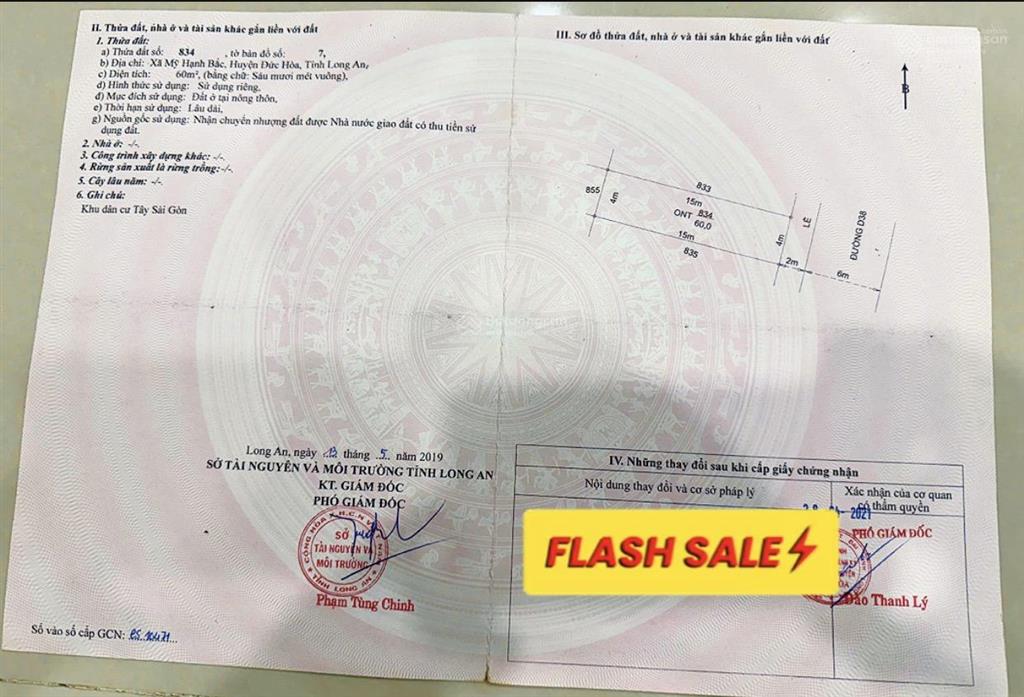 II. Thửa đất, nhà ở và tài sản khác gắn liền với đất
1. Thửa đất:
a) Thửa đất số: 834 , tờ bản đồ số: 7,
b) Địa chỉ: Xã Mỹ Hạnh Bắc, Huyện Đức Hòa, Tỉnh Long An,
c) Diện tích: 60m², (bằng chữ: Sáu mươi mét vuông),
d) Hình thức sử dụng: Sử dụng riêng,
đ) Mục đích sử dụng: Đất ở tại nông thôn,
e) Thời hạn sử dụng: Lâu dài,
g) Nguồn gốc sử dụng: Nhận chuyển nhượng đất được Nhà nước giao đất có thu tiền sử
dụng đất.
2. Nhà ở: -/-.
3. Công trình xây dựng khác: -/-.
4. Rừng sản xuất là rừng trồng: -/-.
5. Cây lâu năm: -/-.
6. Ghi chú:
Khu dân cư Tây Sài Gòn
Long An, ngày 13 tháng 5 năm 2019
SỞ TÀI NGUYÊN VÀ MÔI TRƯỜNG TỈNH LONG AN
KT. GIÁM ĐỐC
PHÓ GIÁM ĐỐC
SỞ
TÀI NGUYÊN VÀ
MÔI TRƯỜNG
TỈNH LONG AN
Phạm Tùng Chinh
Số vào sổ cấp GCN:
III. Sơ đồ thửa đất, nhà ở và tài sản khác gắn liền với đất
B
833
855
4m
15m
ONT 834
60,0
15m
835
4m
LỀ
2m
6m
ĐƯỜNG D38
IV. Những thay đổi sau khi cấp giấy chứng nhận
Nội dung thay đổi và cơ sở pháp lý
Xác nhận của cơ quan
có thẩm quyền
PHÓ GIÁM ĐỐC
FLASH SALE⚡
Đào Thanh Lý